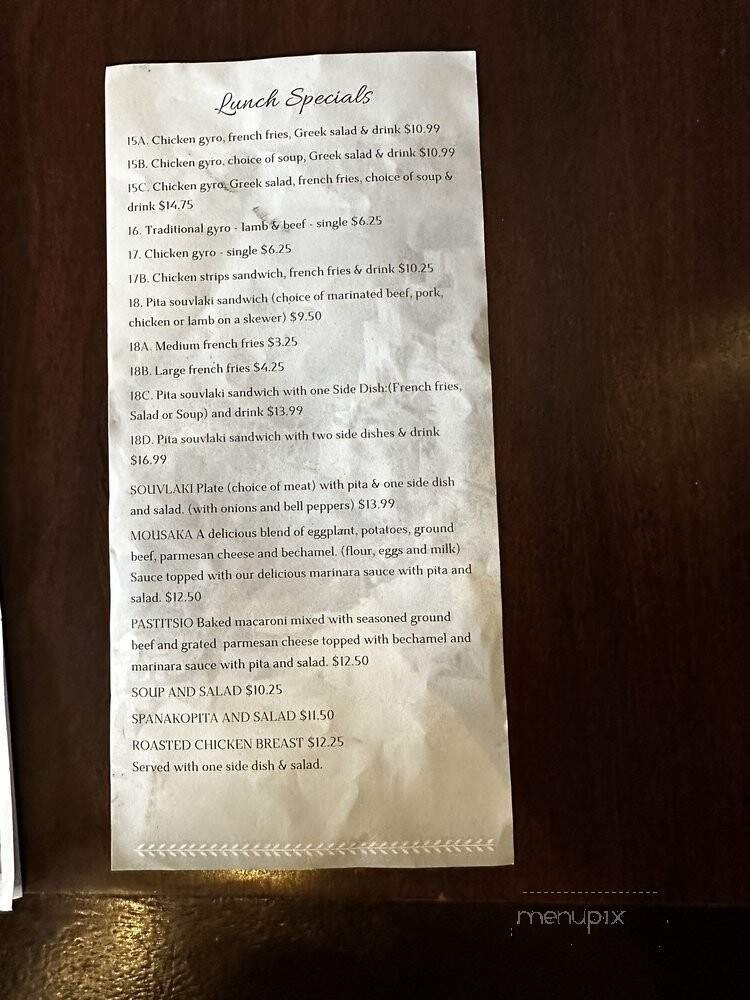 Lunch Specials
15A. Chicken gyro, french fries, Greek salad & drink $10.99
15B. Chicken gyro, choice of soup, Greek salad & drink $10.99
15C. Chicken gyro, Greek salad, french fries, choice of soup &
drink $14.75
16. Traditional gyro - lamb & beef - single $6.25
17. Chicken gyro - single $6.25
17B. Chicken strips sandwich, french fries & drink $10.25
18. Pita souvlaki sandwich (choice of marinated beef, pork,
chicken or lamb on a skewer) $9.50
18A. Medium french fries $3.25
18B. Large french fries $4.25
18C. Pita souvlaki sandwich with one Side Dish:(French fries,
Salad or Soup) and drink $13.99
18D. Pita souvlaki sandwich with two side dishes & drink
$16.99
SOUVLAKI Plate (choice of meat) with pita & one side dish
and salad. (with onions and bell peppers) $13.99
MOUSAKA A delicious blend of eggplant, potatoes, ground
beef, parmesan cheese and bechamel. (flour, eggs and milk)
Sauce topped with our delicious marinara sauce with pita and
salad. $12.50
PASTITSIO Baked macaroni mixed with seasoned ground
beef and grated parmesan cheese topped with bechamel and
marinara sauce with pita and salad. $12.50
SOUP AND SALAD $10.25
SPANAKOPITA AND SALAD $11.50
ROASTED CHICKEN BREAST $12.25
Served with one side dish & salad.
menupix